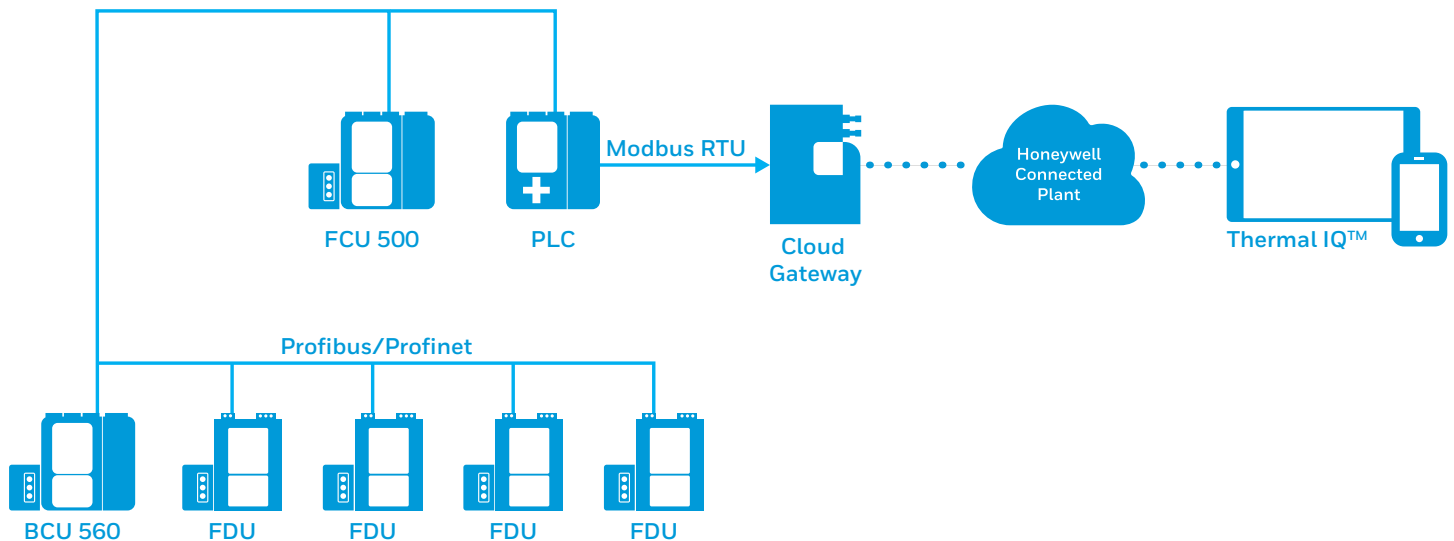 Modbus RTU
Honeywell
Connected
Plant
FCU 500
PLC
Cloud
Gateway
Thermal IQ™
Profibus/Profinet
BCU 560
FDU
FDU
FDU
FDU